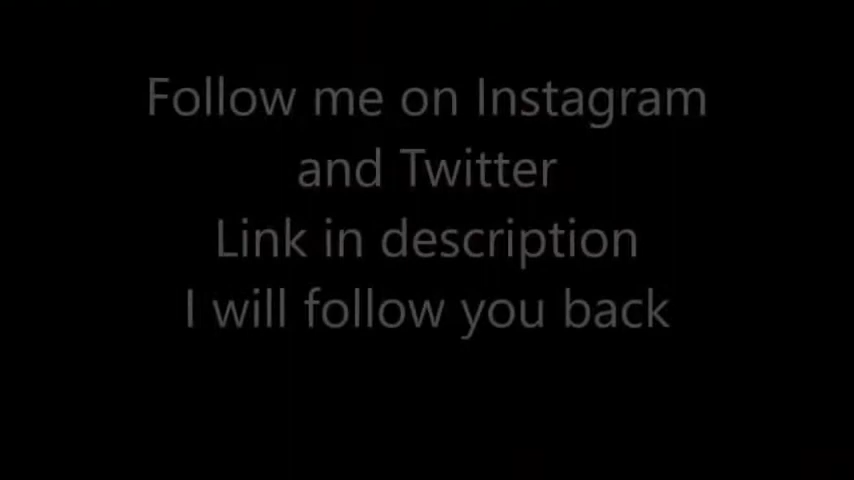 Follow me on Instagram
and Twitter
Link in description
I will follow you back